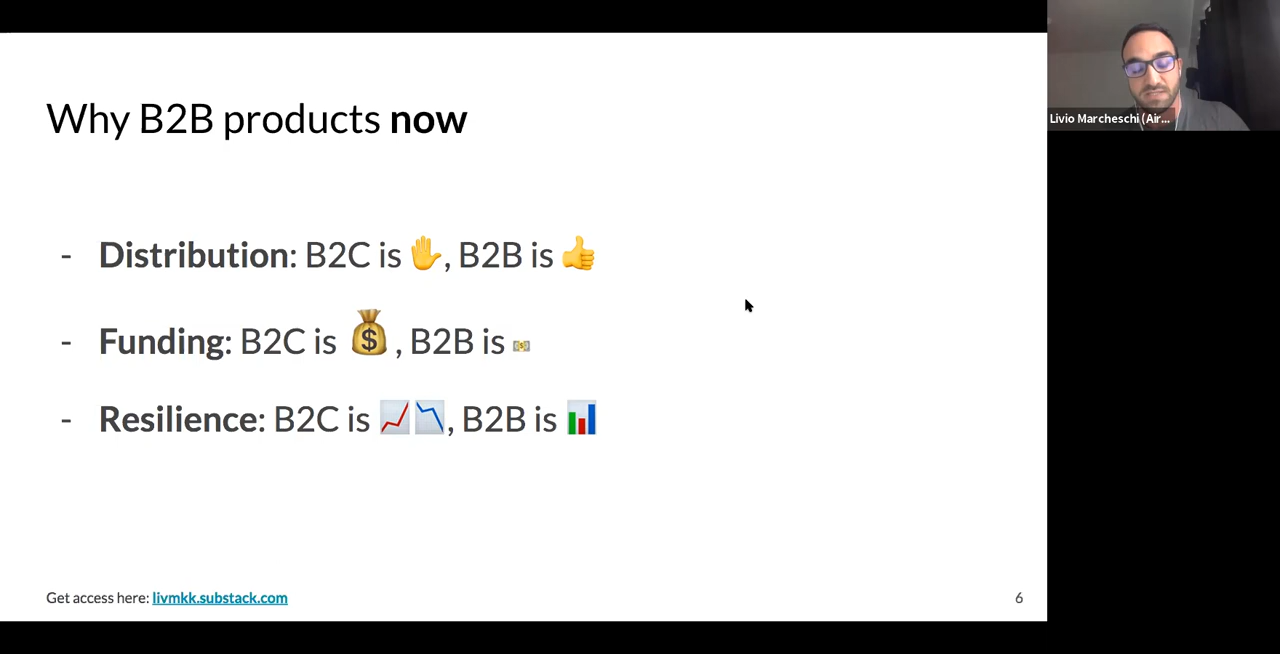 Why B2B products now
- Distribution: B2C is ✋, B2B is 👍
- Funding: B2C is 💰, B2B is 💵
- Resilience: B2C is 📈📉, B2B is 📊
Get access here: livmkk.substack.com
6
Livio Marcheschi (Air...